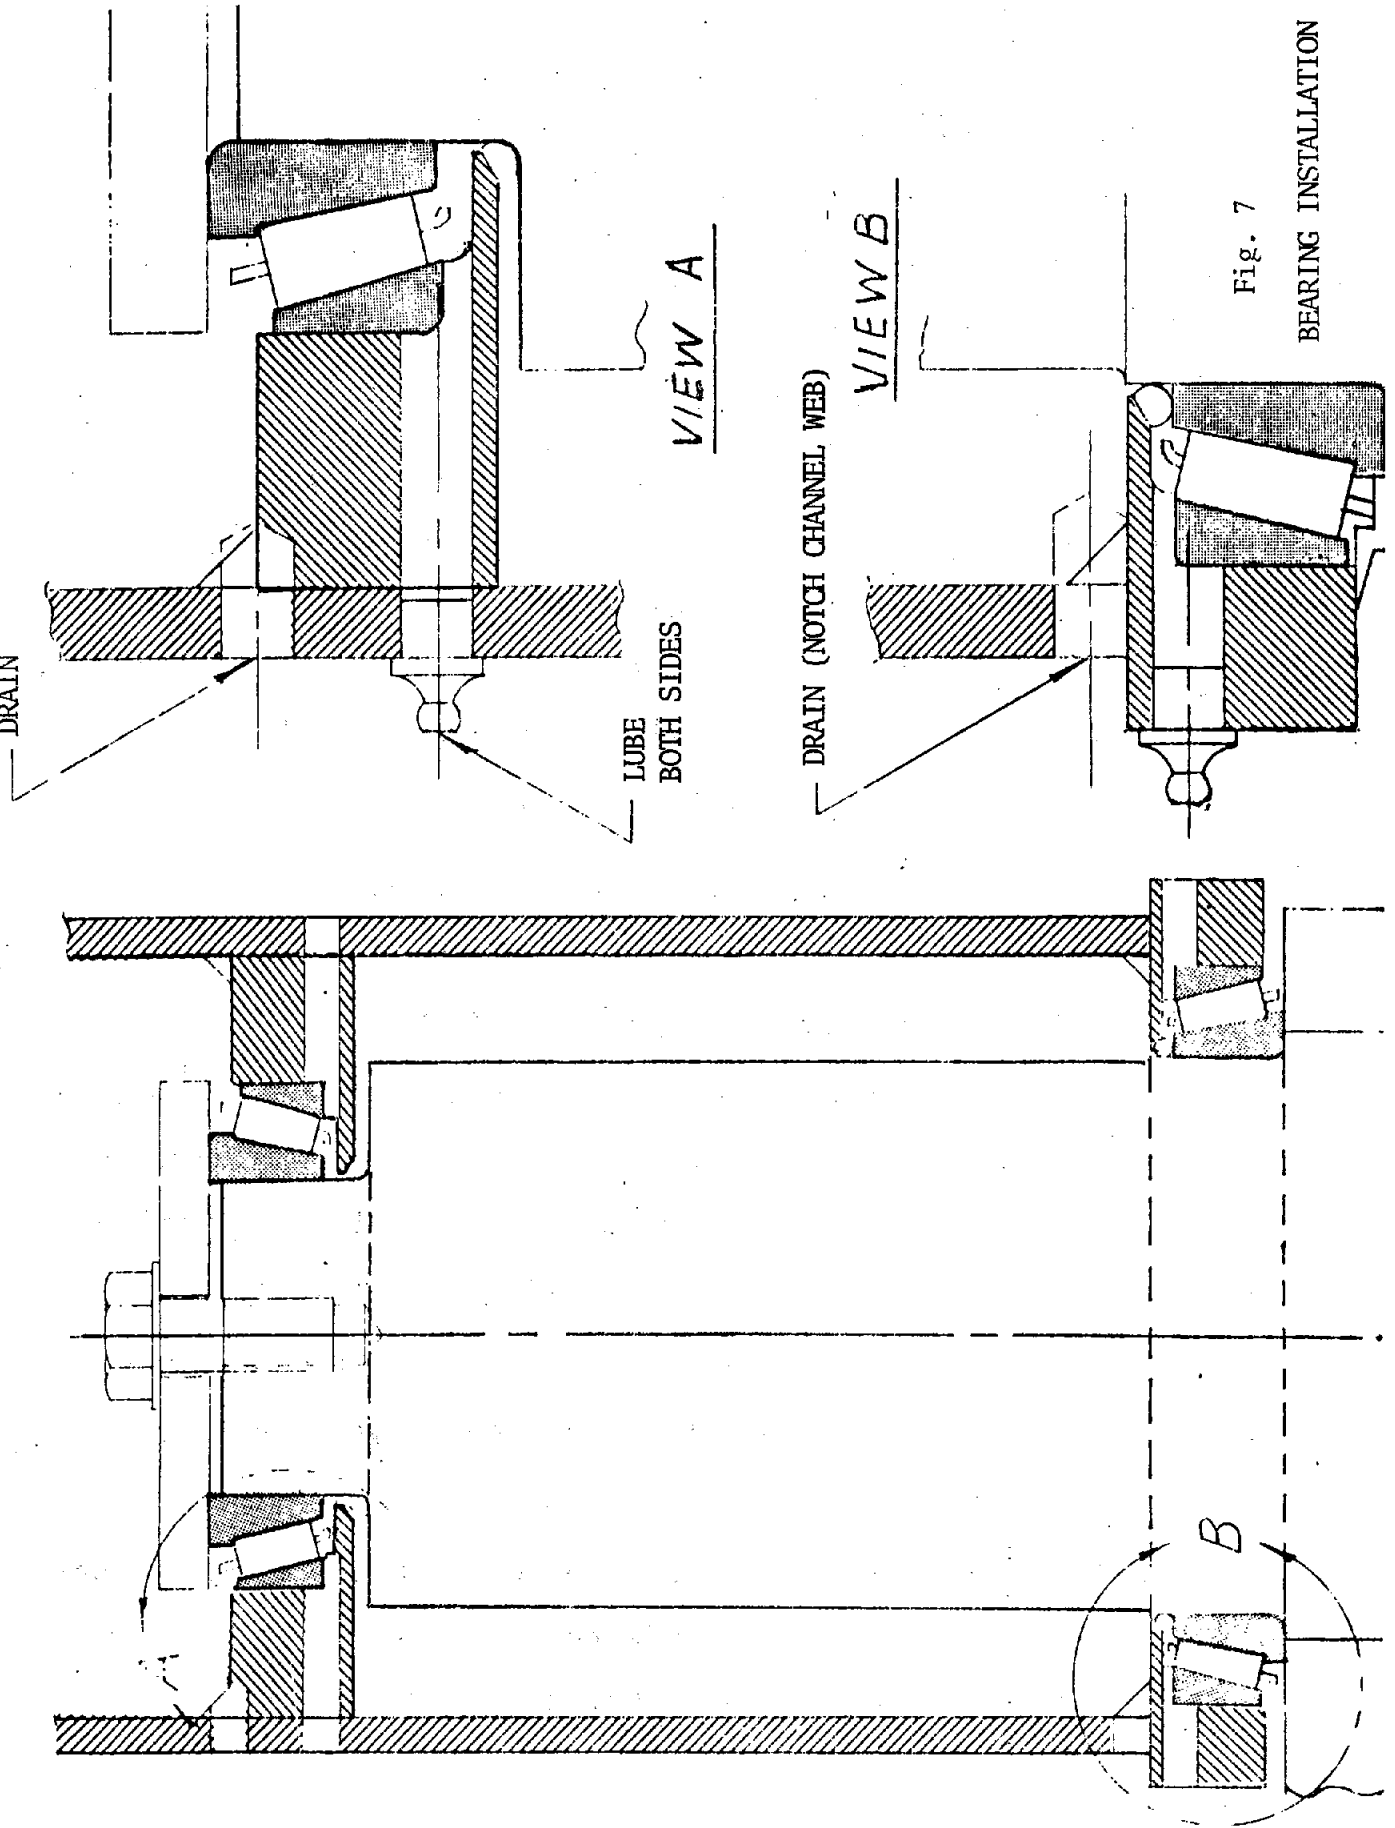 DRAIN
LUBE
BOTH SIDES
VIEW A
DRAIN (NOTCH CHANNEL WEB)
VIEW B
A
B
Fig. 7
BEARING INSTALLATION